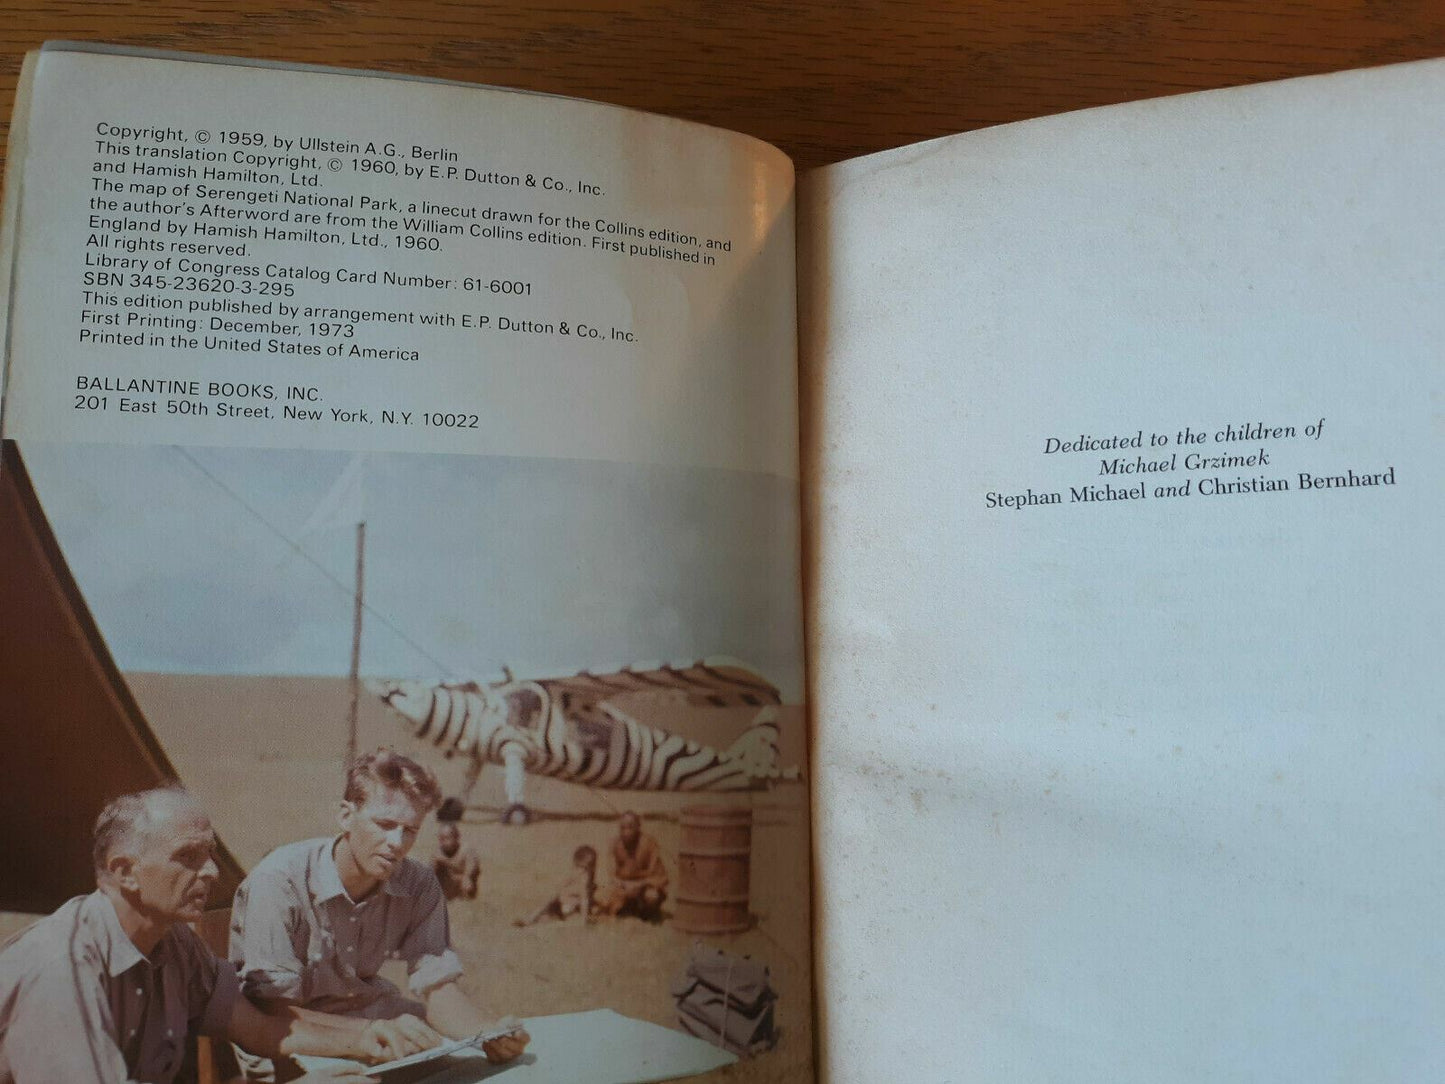 Copyright, © 1959, by Ullstein A.G., Berlin
This translation Copyright, © 1960, by E.P. Dutton & Co., Inc.
and Hamish Hamilton, Ltd.
The map of Serengeti National Park, a linecut drawn for the Collins edition, and
the author's Afterword are from the William Collins edition. First published in
England by Hamish Hamilton, Ltd., 1960.
All rights reserved.
Library of Congress Catalog Card Number: 61-6001
SBN 345-23620-3-295
This edition published by arrangement with E.P. Dutton & Co., Inc.
First Printing: December, 1973
Printed in the United States of America
BALLANTINE BOOKS, INC.
201 East 50th Street, New York, N.Y. 10022
Dedicated to the children of
Michael Grzimek
Stephan Michael and Christian Bernhard